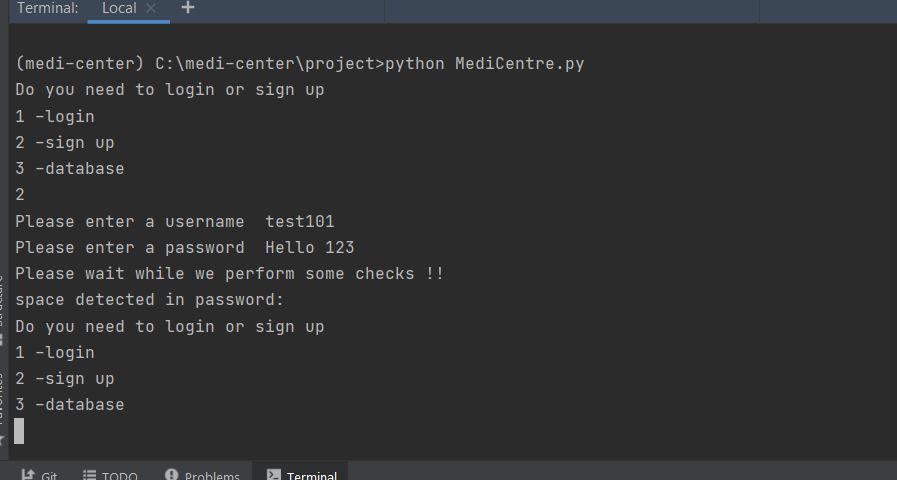 Terminal: Local × +
(medi-center) C:\medi-center\project>python MediCentre.py
Do you need to login or sign up
1 -login
2 -sign up
3 -database
2
Please enter a username  test101
Please enter a password  Hello 123
Please wait while we perform some checks !!
space detected in password:
Do you need to login or sign up
1 -login
2 -sign up
3 -database
Structure
Favorites
Git TODO Problems Terminal